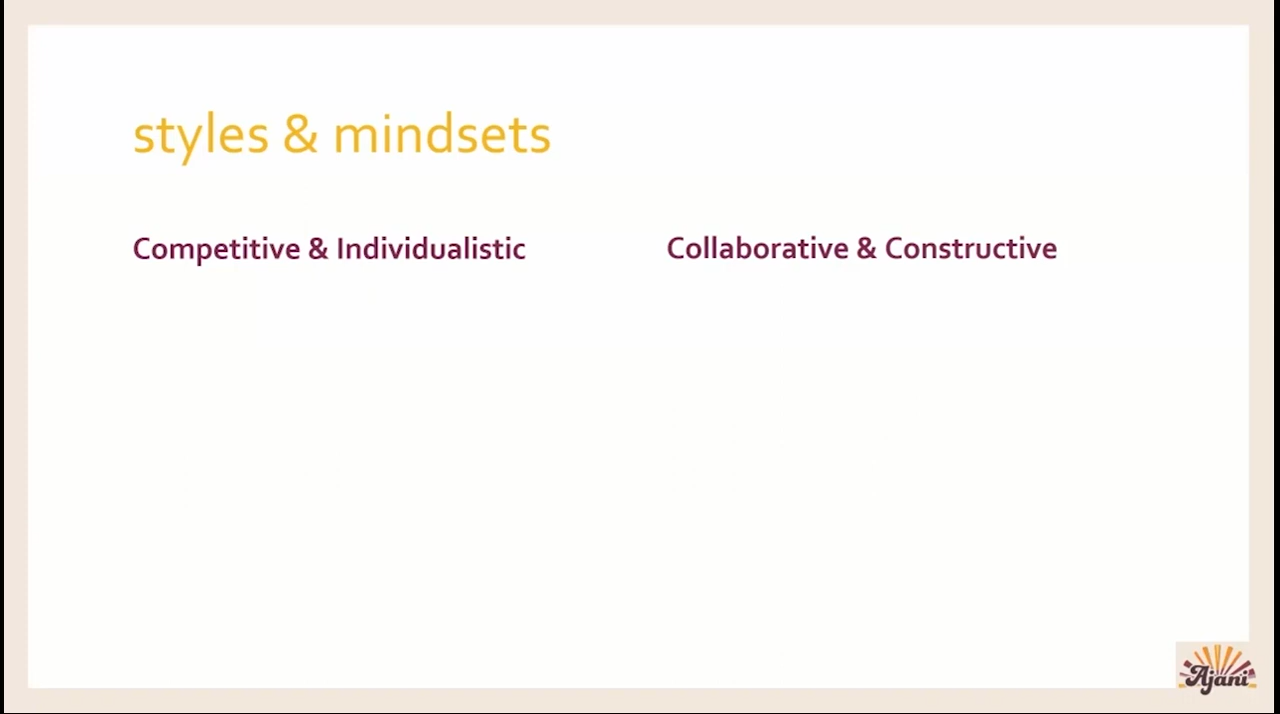 styles & mindsets
Competitive & Individualistic
Collaborative & Constructive
Ajani